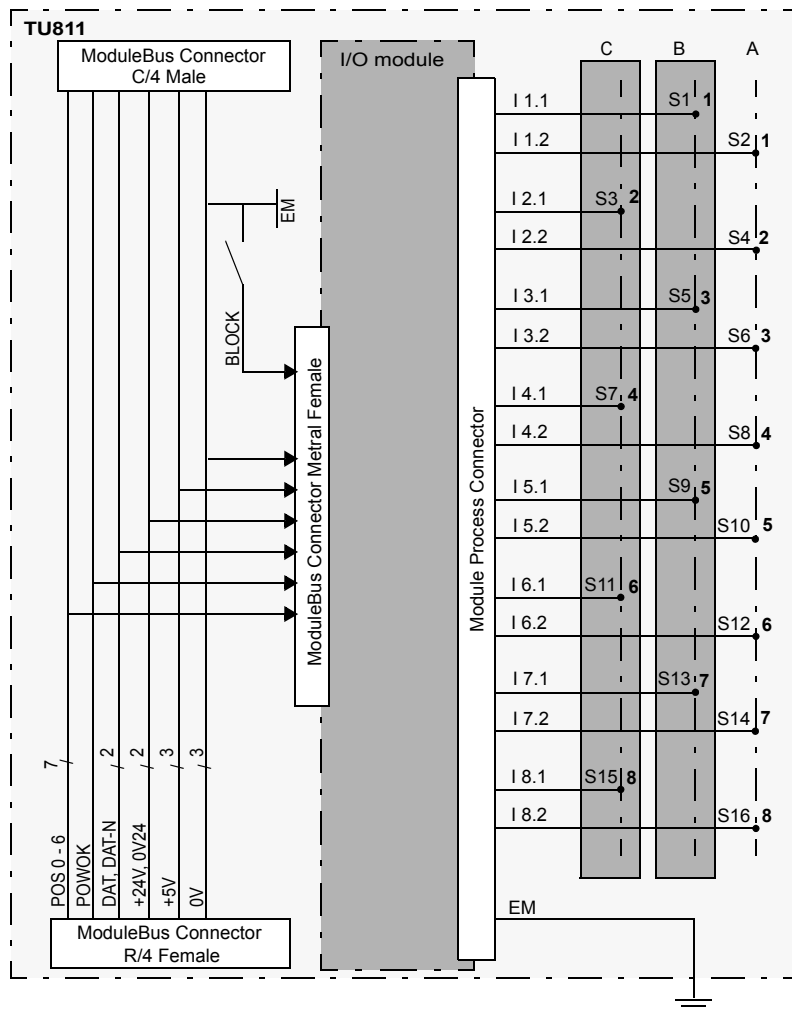 TU811
ModuleBus Connector
C/4 Male
I/O module
C B A
I 1.1 S1 1
I 1.2 S2 1
I 2.1 S3 2
I 2.2 S4 2
I 3.1 S5 3
I 3.2 S6 3
I 4.1 S7 4
I 4.2 S8 4
I 5.1 S9 5
I 5.2 S10 5
I 6.1 S11 6
I 6.2 S12 6
I 7.1 S13 7
I 7.2 S14 7
I 8.1 S15 8
I 8.2 S16 8
EM
EM
BLOCK
ModuleBus Connector Metral Female
Module Process Connector
7 2 2 3 3
POS 0 - 6
POWOK
DAT, DAT-N
+24V, 0V24
+5V
0V
ModuleBus Connector
R/4 Female